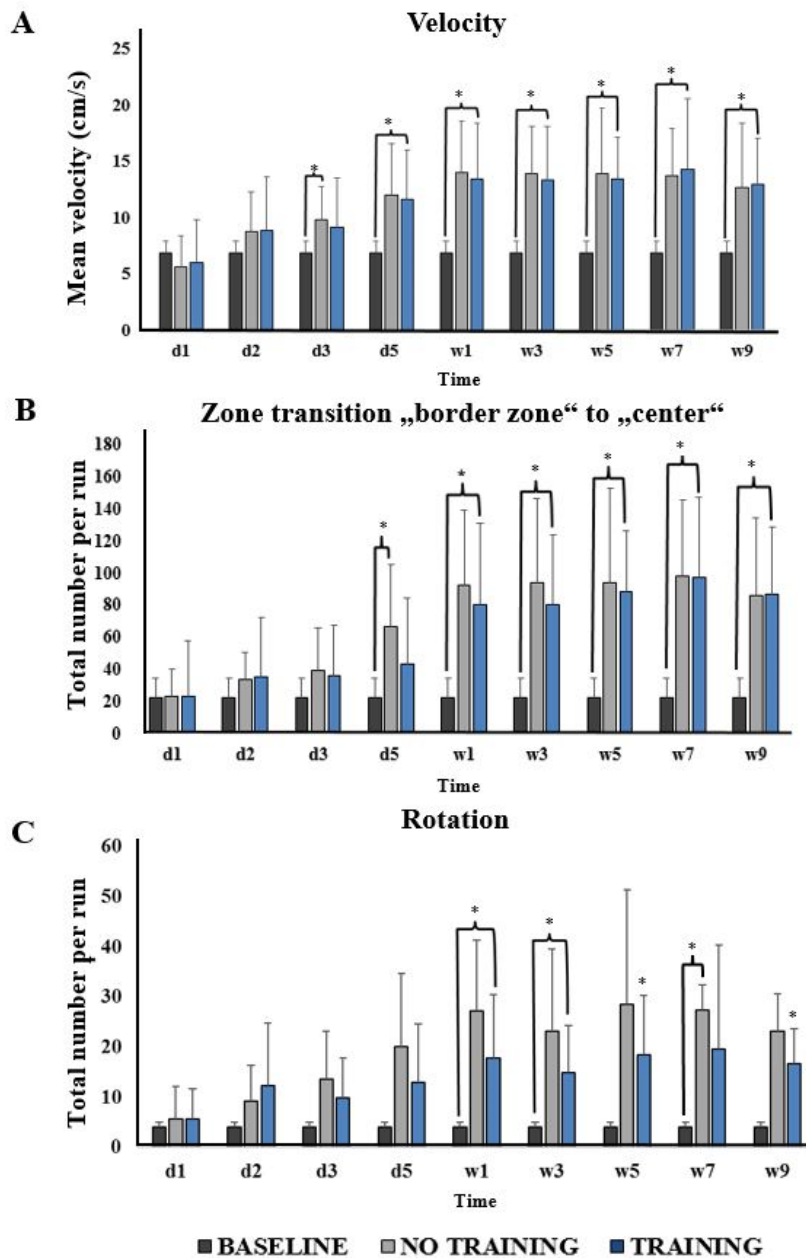 A
Velocity
Mean velocity (cm/s)
25
20
15
10
5
0
* * * * * * *
d1 d2 d3 d5 w1 w3 w5 w7 w9
Time
B
Zone transition „border zone“ to „center“
Total number per run
180
160
140
120
100
80
60
40
20
0
* * * * * *
d1 d2 d3 d5 w1 w3 w5 w7 w9
Time
C
Rotation
Total number per run
60
50
40
30
20
10
0
* * * * *
d1 d2 d3 d5 w1 w3 w5 w7 w9
Time
BASELINE NO TRAINING TRAINING